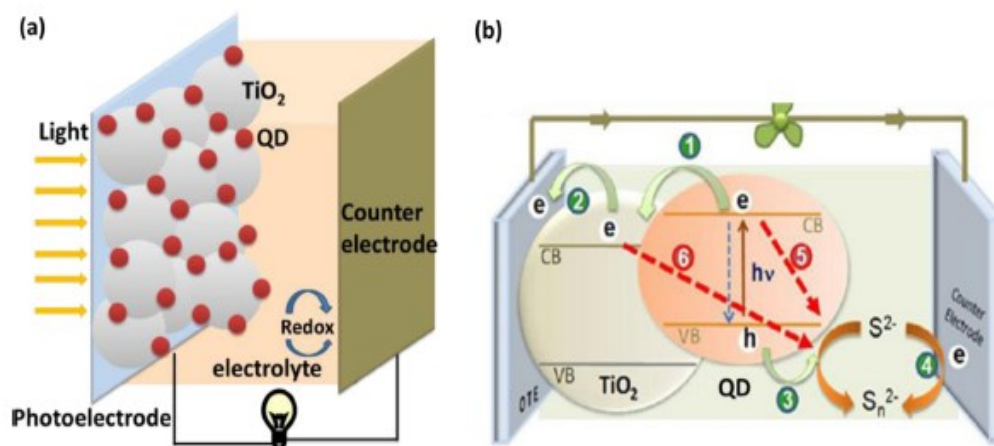 (a)
TiO₂
QD
Light
Counter
electrode
Redox
electrolyte
Photoelectrode
(b)
1
2
e
e
e
CB
CB
6
5
hν
VB
h
VB
TiO₂
QD
3
OTE
S²⁻
Sₙ²⁻
4
e
Counter
Electrode